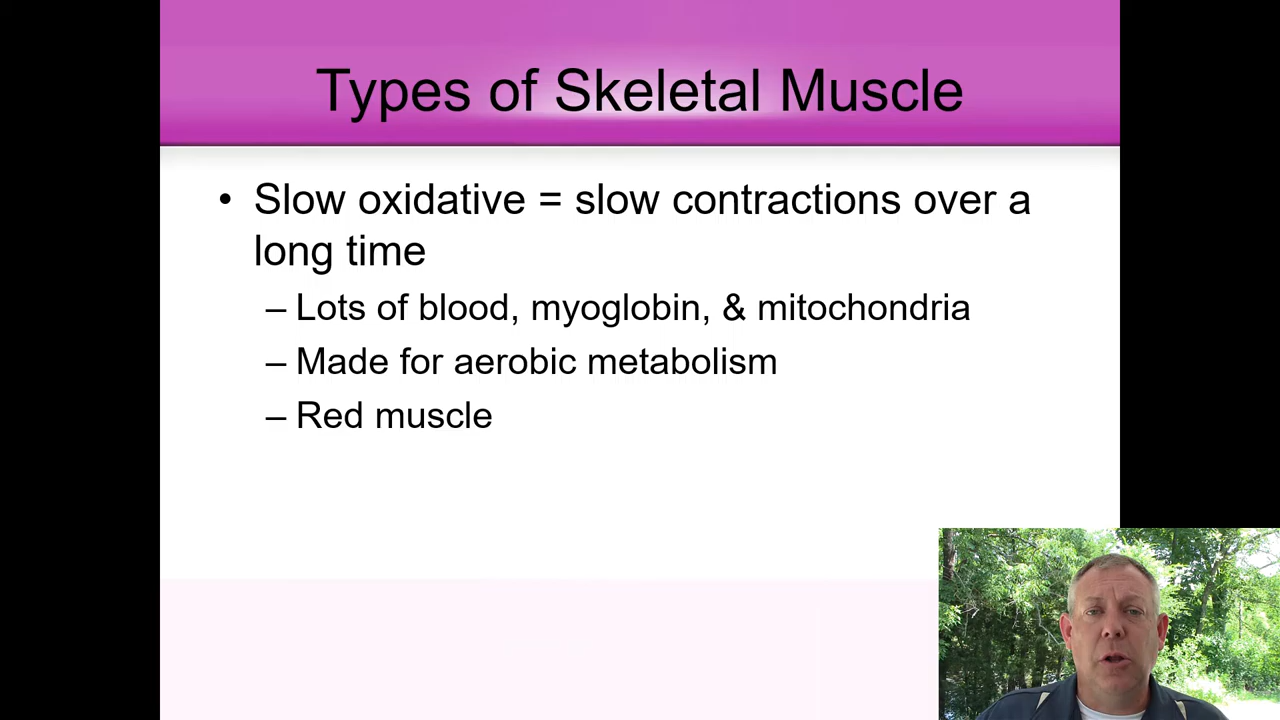 Types of Skeletal Muscle
• Slow oxidative = slow contractions over a
long time
– Lots of blood, myoglobin, & mitochondria
– Made for aerobic metabolism
– Red muscle